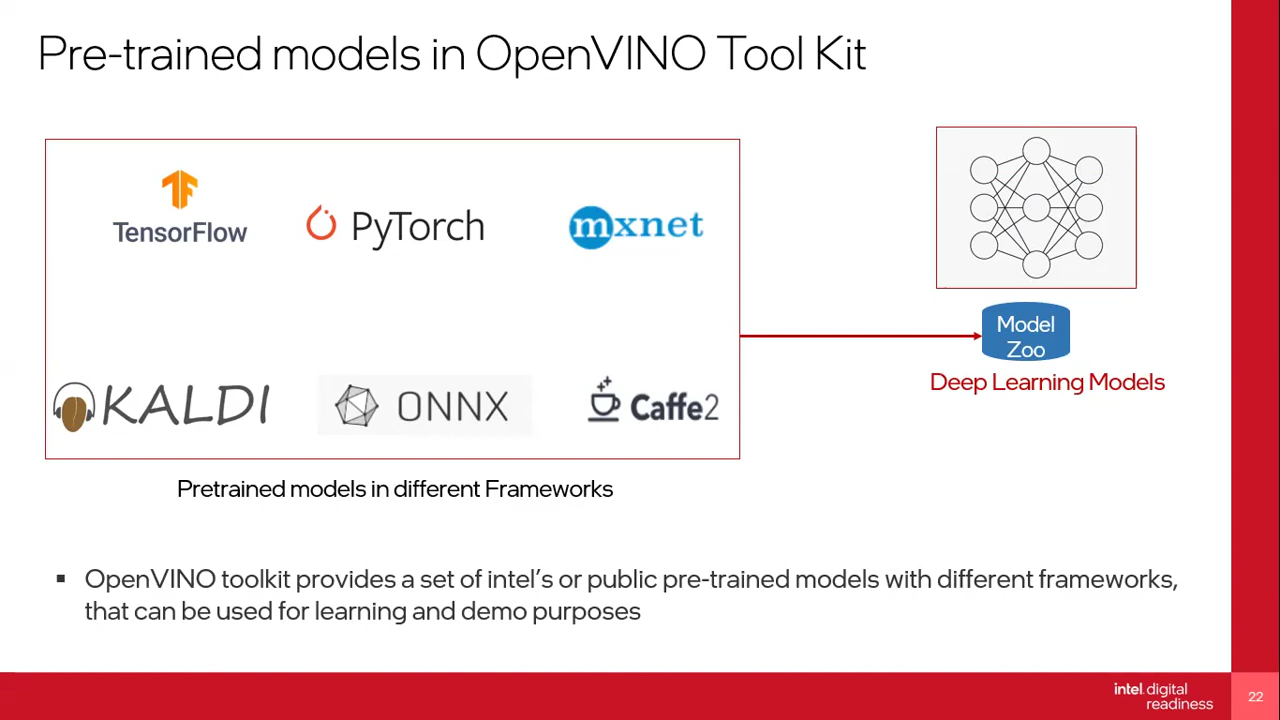 Pre-trained models in OpenVINO Tool Kit
TensorFlow
PyTorch
mxnet
KALDI
ONNX
Caffe2
Pretrained models in different Frameworks
Model
Zoo
Deep Learning Models
▪ OpenVINO toolkit provides a set of intel's or public pre-trained models with different frameworks,
that can be used for learning and demo purposes
intel. digital
readiness
22